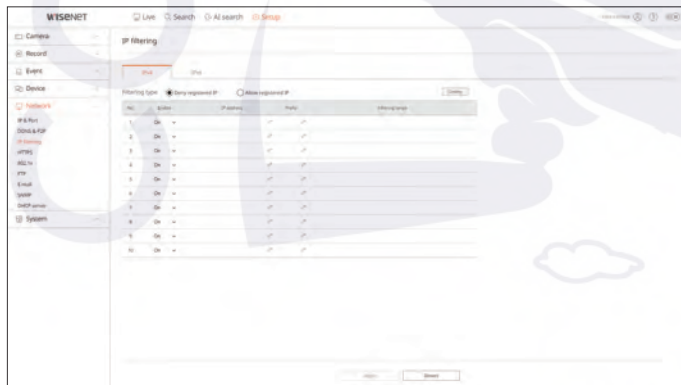 WISENET
Live Search AI search Setup
Camera
Record
Event
Device
Network
IP & Port
DDNS & P2P
IP filtering
HTTPS
802.1x
FTP
E-mail
SNMP
DHCP server
System
IP filtering
IPv4 IPv6
Filtering type Deny registered IP Allow registered IP
No. Enable IP address Prefix Filtering range
1 On
2 On
3 On
4 On
5 On
6 On
7 On
8 On
9 On
10 On